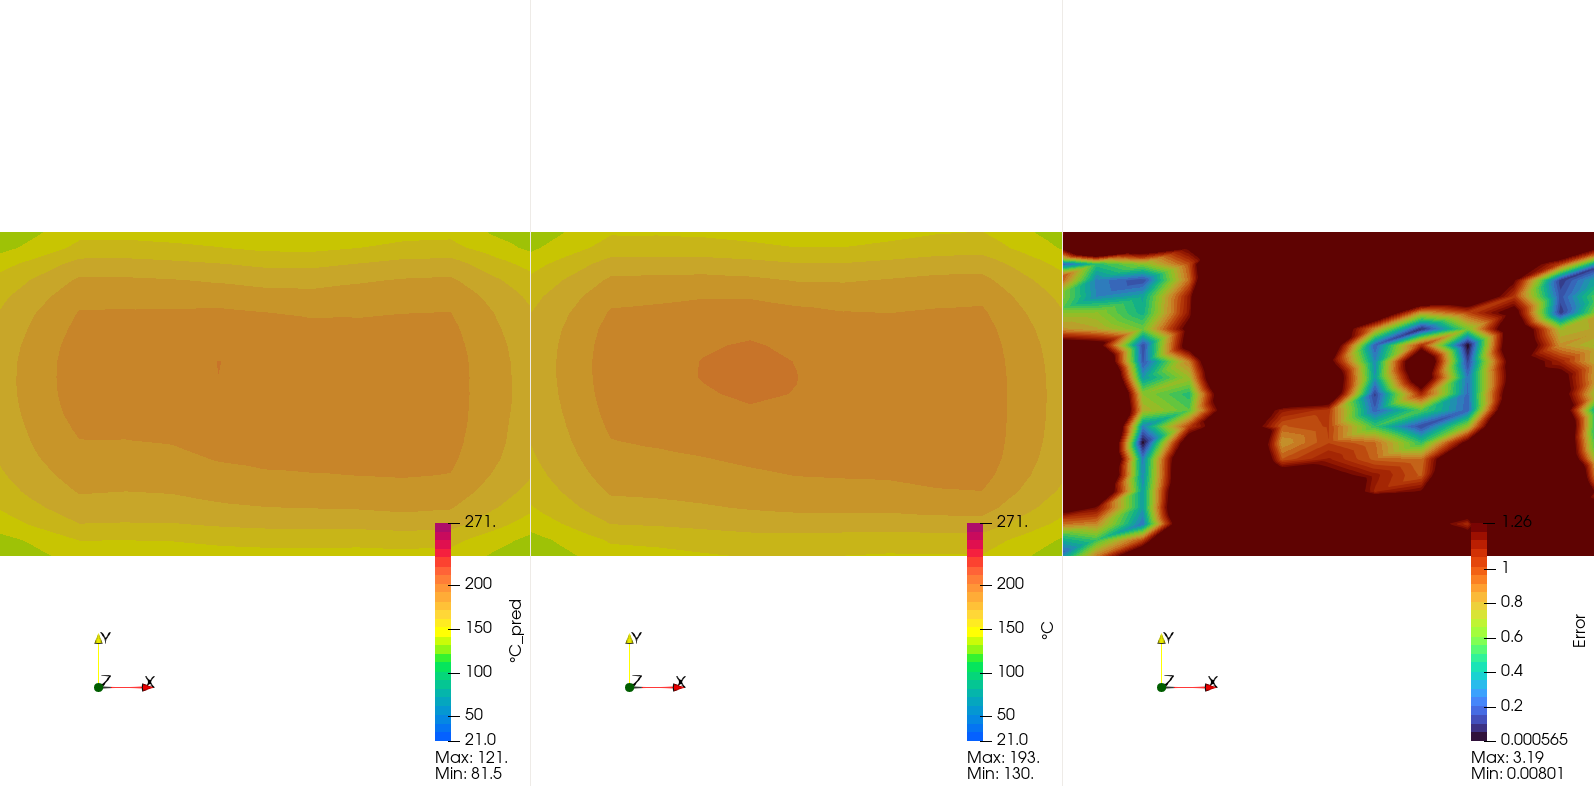 271.
200
150
100
50
21.0
°C_pred
Max: 121.
Min: 81.5
Y
Z
X
271.
200
150
100
50
21.0
°C
Max: 193.
Min: 130.
Y
Z
X
1.26
1
0.8
0.6
0.4
0.2
0.000565
Error
Max: 3.19
Min: 0.00801
Y
Z
X